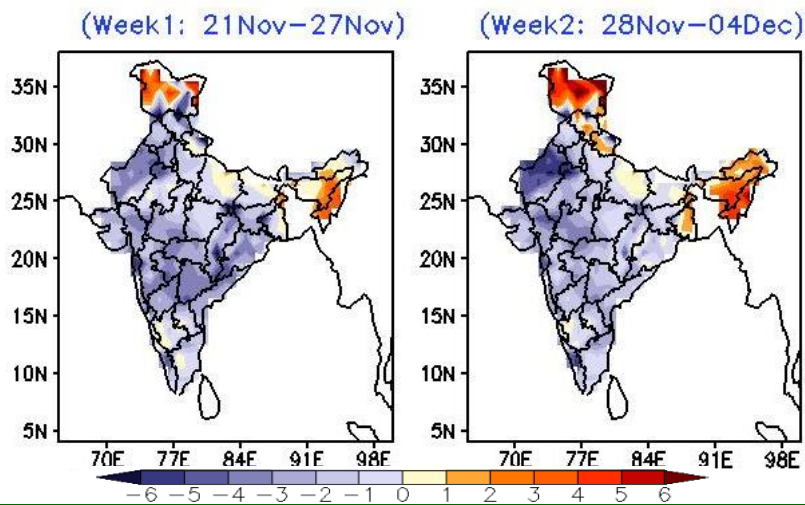 (Week1: 21Nov−27Nov)
(Week2: 28Nov−04Dec)
35N
30N
25N
20N
15N
10N
5N
70E 77E 84E 91E 98E
35N
30N
25N
20N
15N
10N
5N
70E 77E 84E 91E 98E
−6 −5 −4 −3 −2 −1 0 1 2 3 4 5 6